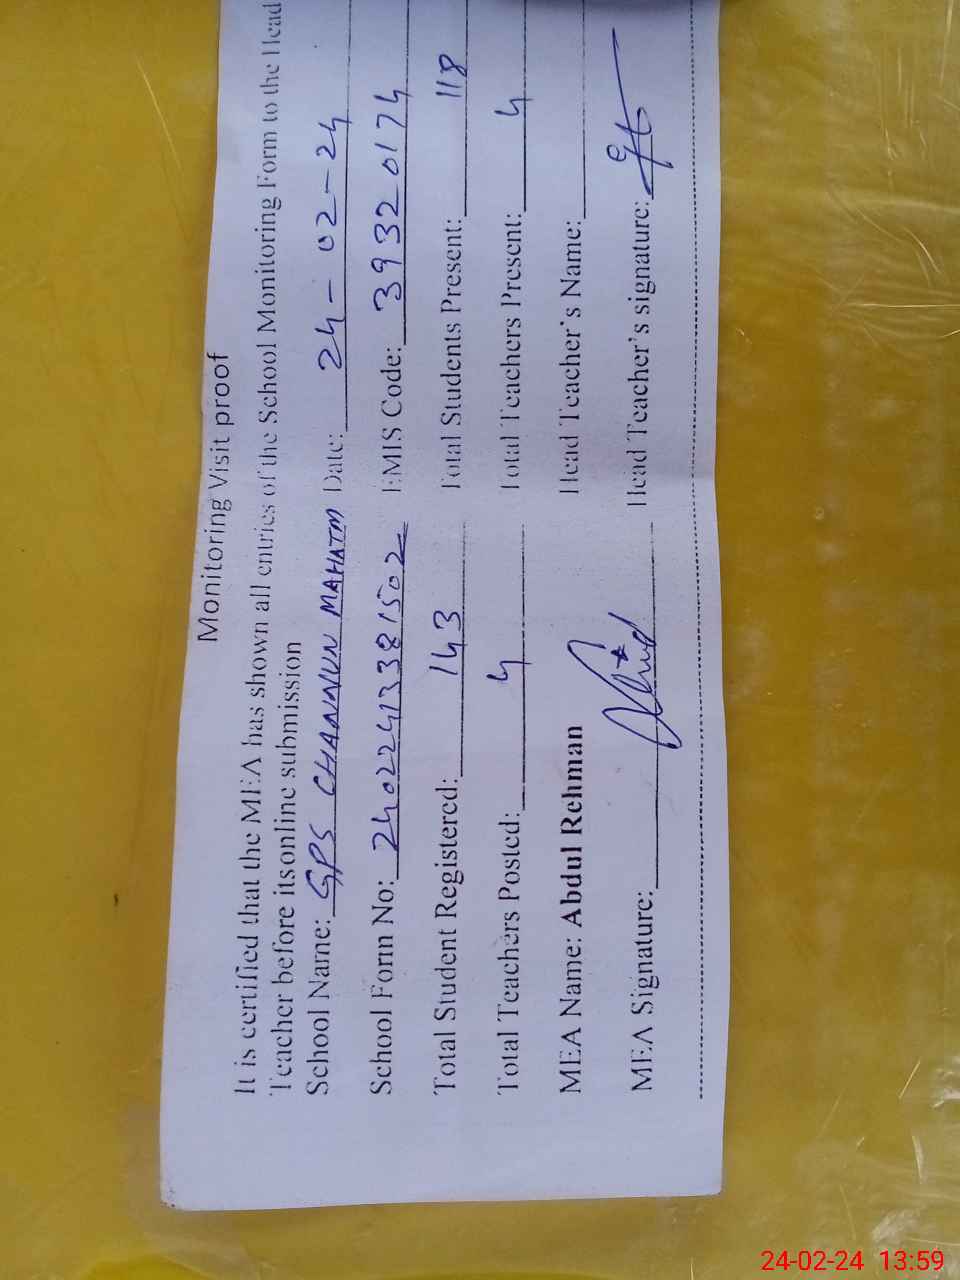 Monitoring Visit proof
It is certified that the MEA has shown all entries of the School Monitoring Form to the Head
Teacher before itsonline submission
School Name: GPS CHANNUN MAHATM Date: 24-02-24
School Form No: 24022413381502 EMIS Code: 39320174
Total Student Registered: 143 Total Students Present: 118
Total Teachers Posted: 4 Total Teachers Present: 4
MEA Name: Abdul Rehman Head Teacher's Name:
MEA Signature: Head Teacher's signature:
24-02-24 13:59